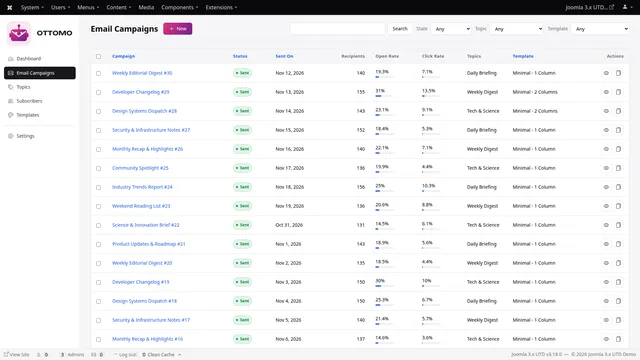 System Users Menus Content Media Components Extensions Joomla 3.x UTD...
OTTOMO
Email Campaigns + New Search State Any Topic Any Template Any
Dashboard
Email Campaigns
Topics
Subscribers
Templates
Settings
Campaign Status Sent On Recipients Open Rate Click Rate Topics Template Actions
Weekly Editorial Digest #30 Sent Nov 12, 2026 140 19.3% 7.1% Daily Briefing Minimal - 1 Column
Developer Changelog #29 Sent Nov 13, 2026 155 31% 13.5% Weekly Digest Minimal - 2 Columns
Design Systems Dispatch #28 Sent Nov 14, 2026 143 23.1% 9.1% Tech & Science Minimal - 2 Columns
Security & Infrastructure Notes #27 Sent Nov 15, 2026 152 18.4% 5.3% Daily Briefing Minimal - 1 Column
Monthly Recap & Highlights #26 Sent Nov 16, 2026 140 22.1% 7.1% Weekly Digest Minimal - 1 Column
Community Spotlight #25 Sent Nov 17, 2026 136 19.9% 4.4% Tech & Science Minimal - 1 Column
Industry Trends Report #24 Sent Nov 18, 2026 156 25% 10.3% Daily Briefing Minimal - 1 Column
Weekend Reading List #23 Sent Nov 19, 2026 136 20.6% 8.8% Weekly Digest Minimal - 1 Column
Science & Innovation Brief #22 Sent Oct 31, 2026 131 14.5% 6.1% Tech & Science Minimal - 1 Column
Product Updates & Roadmap #21 Sent Nov 1, 2026 143 18.9% 5.6% Daily Briefing Minimal - 1 Column
Weekly Editorial Digest #20 Sent Nov 2, 2026 135 18.5% 4.4% Weekly Digest Minimal - 1 Column
Developer Changelog #19 Sent Nov 3, 2026 150 30% 10% Tech & Science Minimal - 1 Column
Design Systems Dispatch #18 Sent Nov 4, 2026 150 25.3% 6.7% Daily Briefing Minimal - 1 Column
Security & Infrastructure Notes #17 Sent Nov 5, 2026 140 21.4% 5.7% Weekly Digest Minimal - 1 Column
Monthly Recap & Highlights #16 Sent Nov 6, 2026 137 14.6% 3.6% Tech & Science Minimal - 1 Column
View Site 0 3 Admins 0 Log out Clean Cache Joomla 3.x UTD v3.18.0 — © 2026 Joomla 3.x UTD Demo